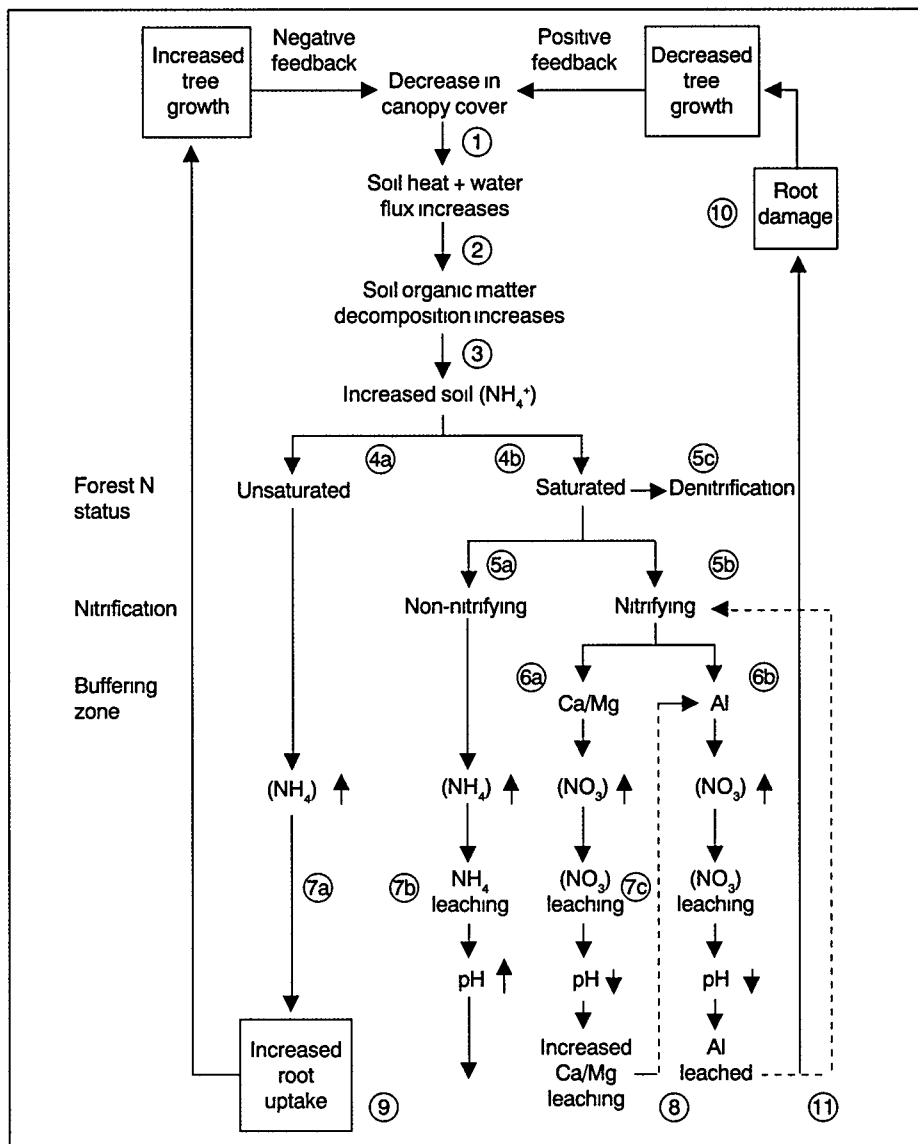 Increased
tree
growth
Negative
feedback
Decrease in
canopy cover
Positive
feedback
Decreased
tree
growth
1
Soil heat + water
flux increases
10
Root
damage
2
Soil organic matter
decomposition increases
3
Increased soil (NH₄⁺)
4a
4b
5c
Forest N
status
Unsaturated
Saturated
Denitrification
5a
5b
Nitrification
Non-nitrifying
Nitrifying
Buffering
zone
6a
Ca/Mg
Al
6b
(NH₄)
(NH₄)
(NO₃)
(NO₃)
7a
7b
NH₄
leaching
(NO₃)
leaching
7c
(NO₃)
leaching
pH
pH
pH
Increased
root
uptake
9
Increased
Ca/Mg
leaching
8
Al
leached
11